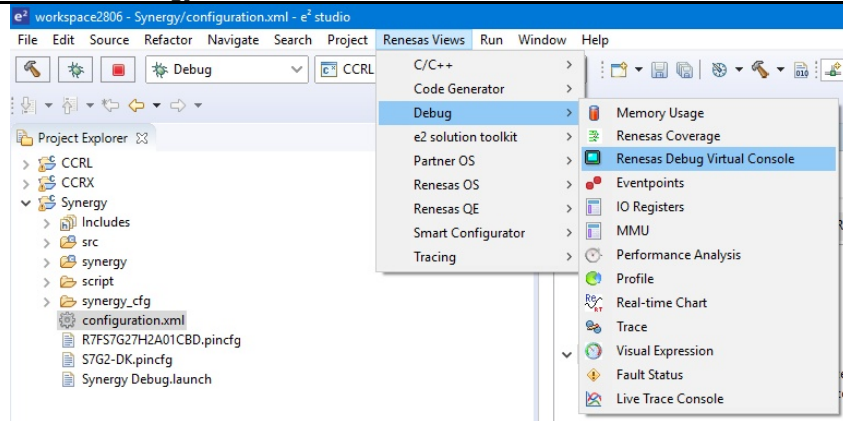 e² workspace2806 - Synergy/configuration.xml - e² studio
File Edit Source Refactor Navigate Search Project Renesas Views Run Window Help
Debug
CCRL
Project Explorer
CCRL
CCRX
Synergy
Includes
src
synergy
script
synergy_cfg
configuration.xml
R7FS7G27H2A01CBD.pincfg
S7G2-DK.pincfg
Synergy Debug.launch
C/C++
Code Generator
Debug
e2 solution toolkit
Partner OS
Renesas OS
Renesas QE
Smart Configurator
Tracing
Memory Usage
Renesas Coverage
Renesas Debug Virtual Console
Eventpoints
IO Registers
MMU
Performance Analysis
Profile
Real-time Chart
Trace
Visual Expression
Fault Status
Live Trace Console